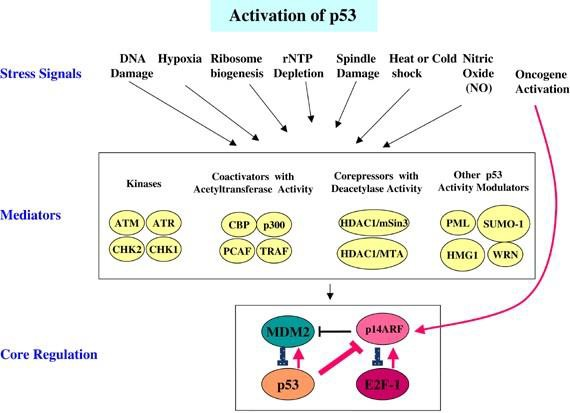 Activation of p53
Stress Signals
DNA
Damage
Hypoxia
Ribosome
biogenesis
rNTP
Depletion
Spindle
Damage
Heat or Cold
shock
Nitric
Oxide
(NO)
Oncogene
Activation
Mediators
Kinases
Coactivators with
Acetyltransferase Activity
Corepressors with
Deacetylase Activity
Other p53
Activity Modulators
ATM
ATR
CHK2
CHK1
CBP
p300
PCAF
TRAF
HDAC1/mSin3
HDAC1/MTA
PML
SUMO-1
HMG1
WRN
Core Regulation
MDM2
p14ARF
p53
E2F-1